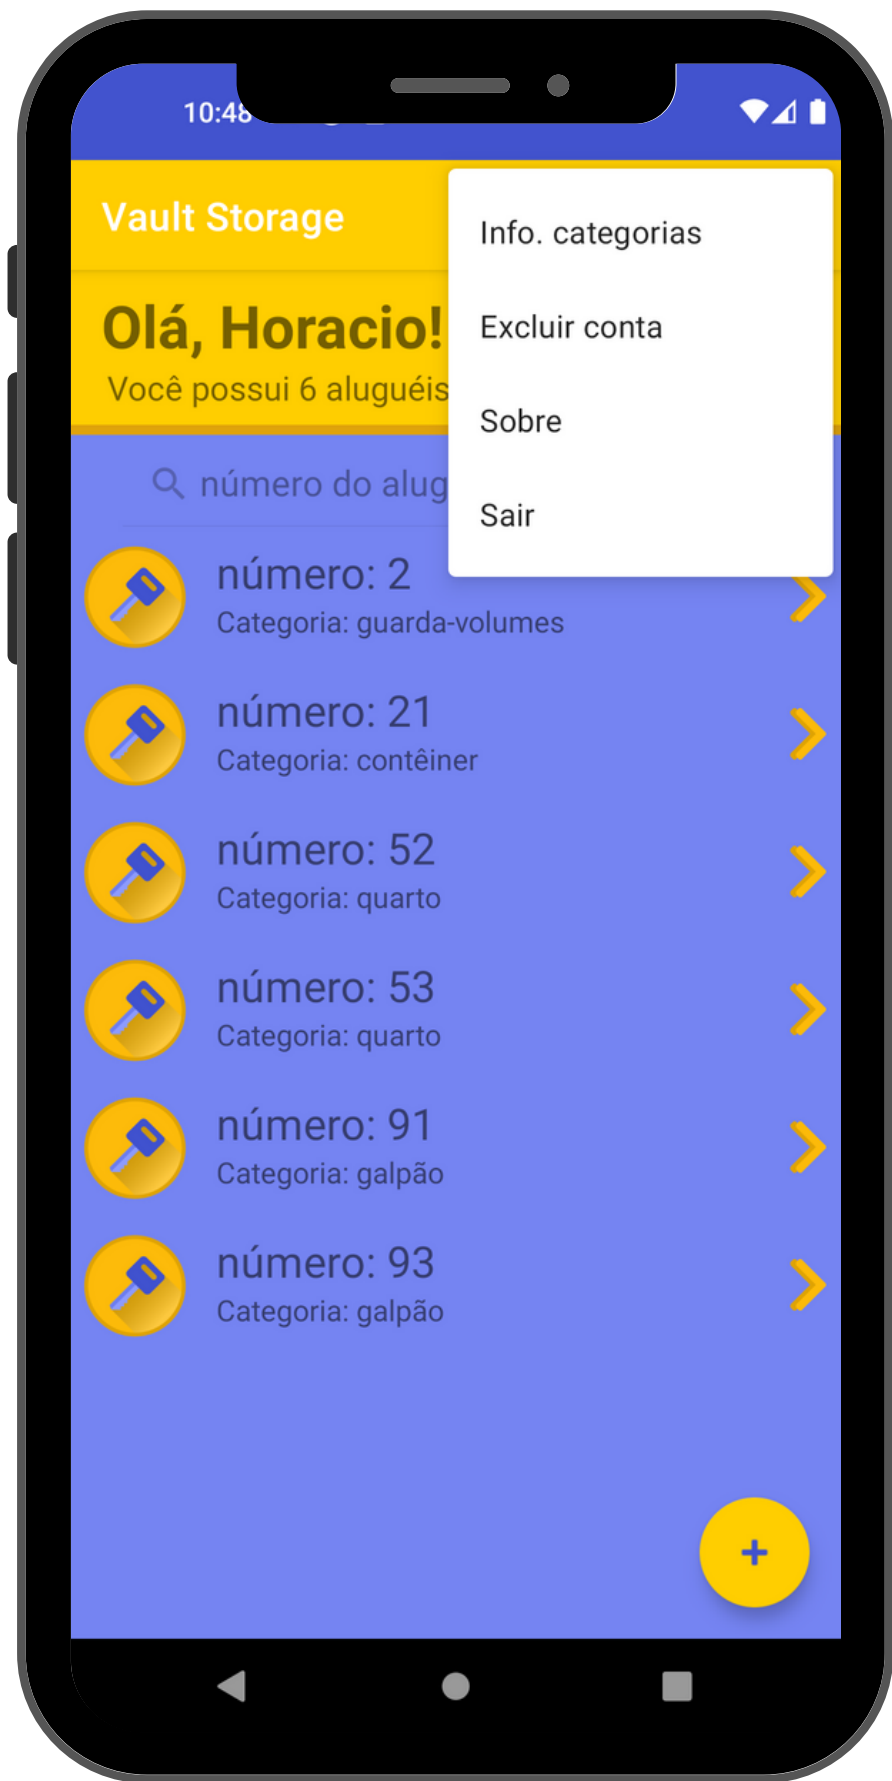 10:48
Vault Storage
Info. categorias
Excluir conta
Sobre
Sair
Olá, Horacio!
Você possui 6 aluguéis
número do alug
número: 2
Categoria: guarda-volumes
número: 21
Categoria: contêiner
número: 52
Categoria: quarto
número: 53
Categoria: quarto
número: 91
Categoria: galpão
número: 93
Categoria: galpão
+